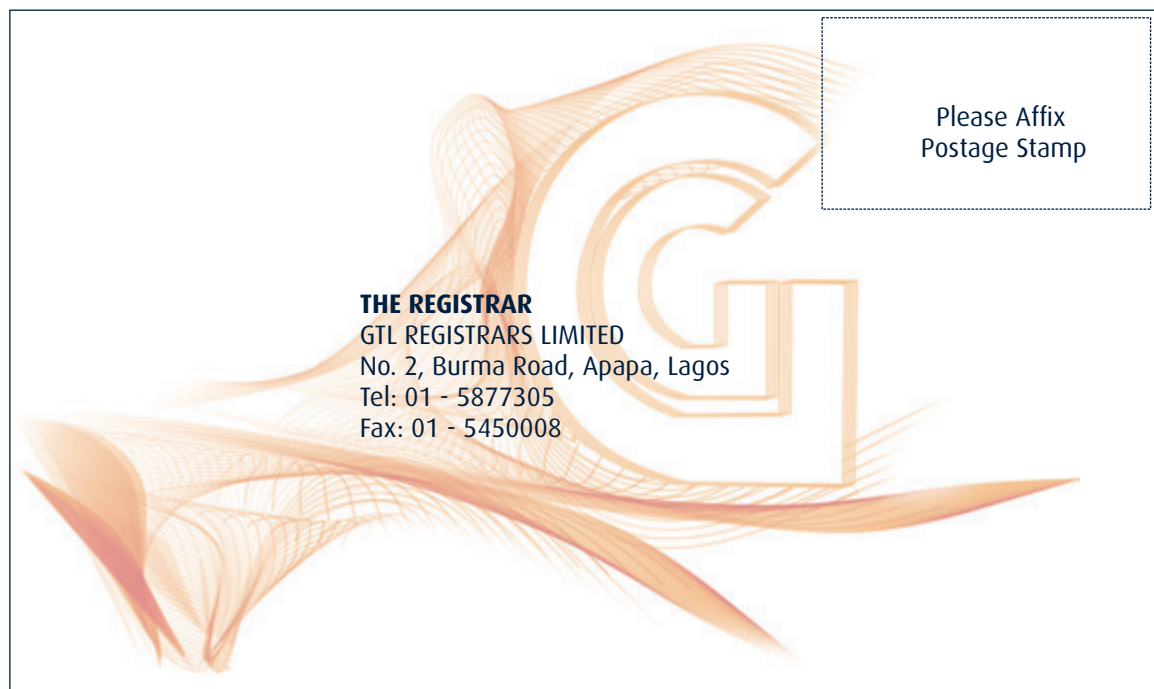 Please Affix
Postage Stamp
THE REGISTRAR
GTL REGISTRARS LIMITED
No. 2, Burma Road, Apapa, Lagos
Tel: 01 - 5877305
Fax: 01 - 5450008